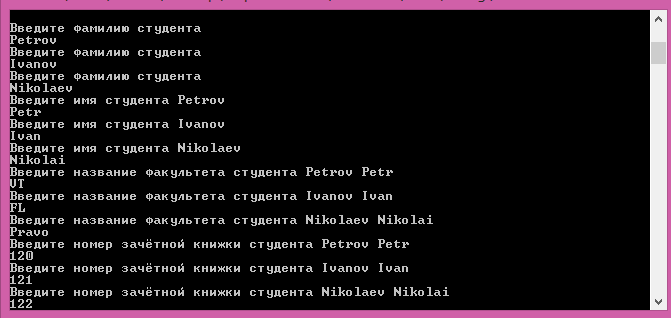 Введите фамилию студента
Petrov
Введите фамилию студента
Ivanov
Введите фамилию студента
Nikolaev
Введите имя студента Petrov
Petr
Введите имя студента Ivanov
Ivan
Введите имя студента Nikolaev
Nikolai
Введите название факультета студента Petrov Petr
VT
Введите название факультета студента Ivanov Ivan
FL
Введите название факультета студента Nikolaev Nikolai
Pravo
Введите номер зачётной книжки студента Petrov Petr
120
Введите номер зачётной книжки студента Ivanov Ivan
121
Введите номер зачётной книжки студента Nikolaev Nikolai
122